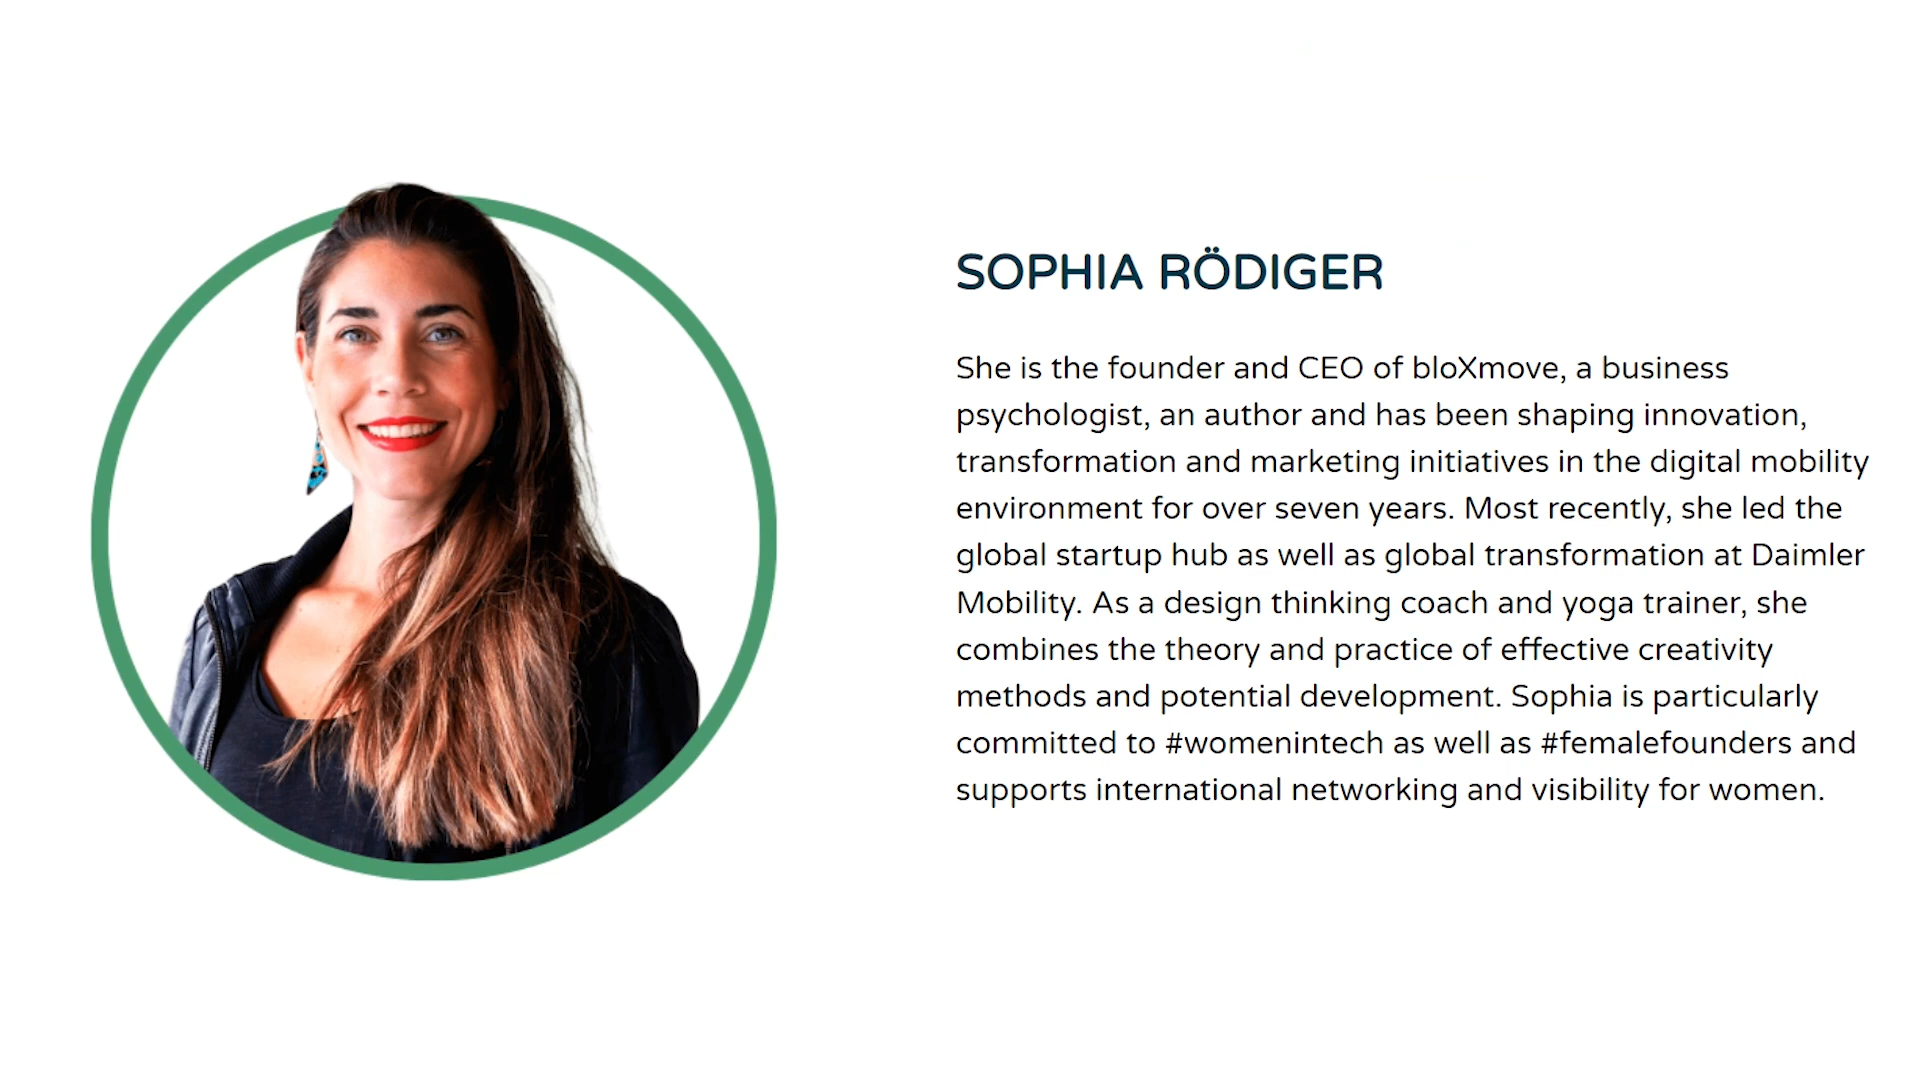 SOPHIA RÖDIGER
She is the founder and CEO of bloXmove, a business
psychologist, an author and has been shaping innovation,
transformation and marketing initiatives in the digital mobility
environment for over seven years. Most recently, she led the
global startup hub as well as global transformation at Daimler
Mobility. As a design thinking coach and yoga trainer, she
combines the theory and practice of effective creativity
methods and potential development. Sophia is particularly
committed to #womenintech as well as #femalefounders and
supports international networking and visibility for women.